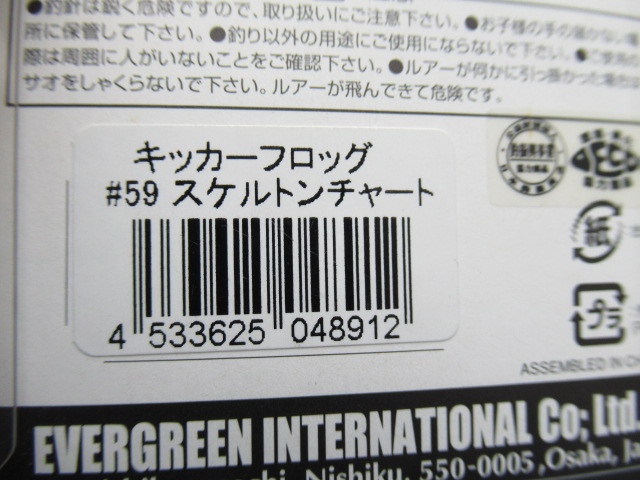 ●釣針は鋭く危険ですので、取り扱いにご注意下さい。●お子様の手の届かない場
所に保管して下さい。●釣り以外の用途にご使用にならないで下さい。●ご使用の
際は周囲に人がいないことをご確認下さい。●ルアーが何かに引っ掛かった場合は
サオをしゃくらないで下さい。ルアーが飛んできて危険です。
キッカーフロッグ
#59 スケルトンチャート
4 533625 048912
紙
プラ
ASSEMBLED IN C
EVERGREEN INTERNATIONAL Co; Ltd.
Nishiku, 550-0005, Osaka, Ja